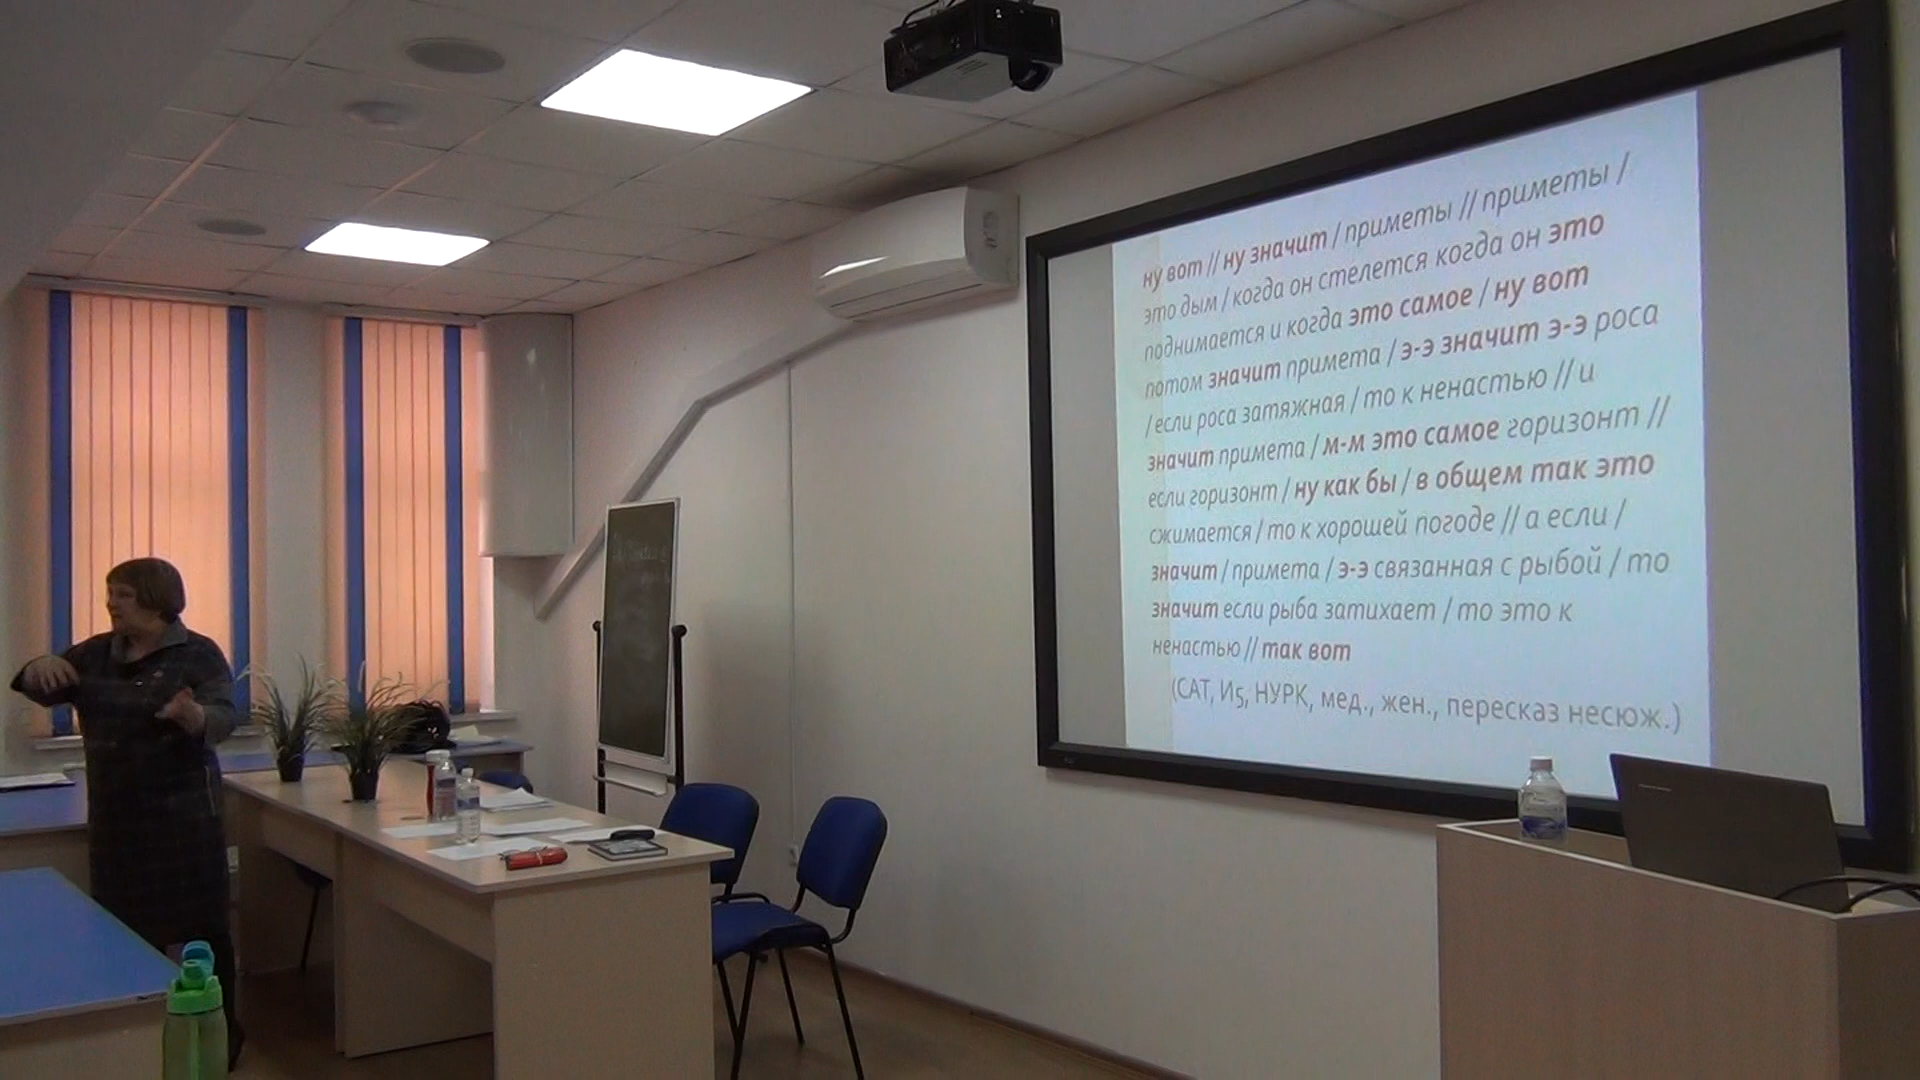 ну вот // ну значит / приметы // приметы /
это дым / когда он стелется когда он это
поднимается и когда это самое / ну вот
потом значит примета / э-э значит э-э роса
/ если роса затяжная / то к ненастью // и
значит примета / м-м это самое горизонт //
если горизонт / ну как бы / в общем так это
сжимается / то к хорошей погоде // а если /
значит / примета / э-э связанная с рыбой / то
значит если рыба затихает / то это к
ненастью // так вот
(САТ, И5, НУРК, мед., жен., пересказ несюж.)